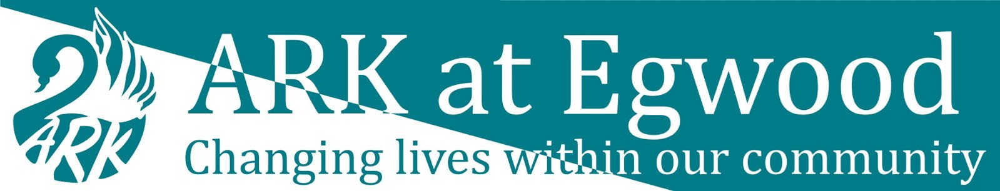 ARK
ARK at Egwood
Changing lives within our community